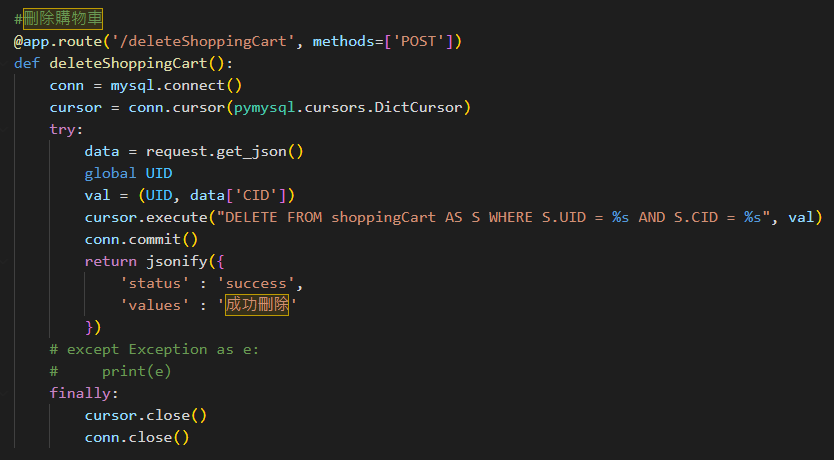 #刪除購物車
@app.route('/deleteShoppingCart', methods=['POST'])
def deleteShoppingCart():
    conn = mysql.connect()
    cursor = conn.cursor(pymysql.cursors.DictCursor)
    try:
        data = request.get_json()
        global UID
        val = (UID, data['CID'])
        cursor.execute("DELETE FROM shoppingCart AS S WHERE S.UID = %s AND S.CID = %s", val)
        conn.commit()
        return jsonify({
            'status' : 'success',
            'values' : '成功刪除'
        })
    # except Exception as e:
    #     print(e)
    finally:
        cursor.close()
        conn.close()